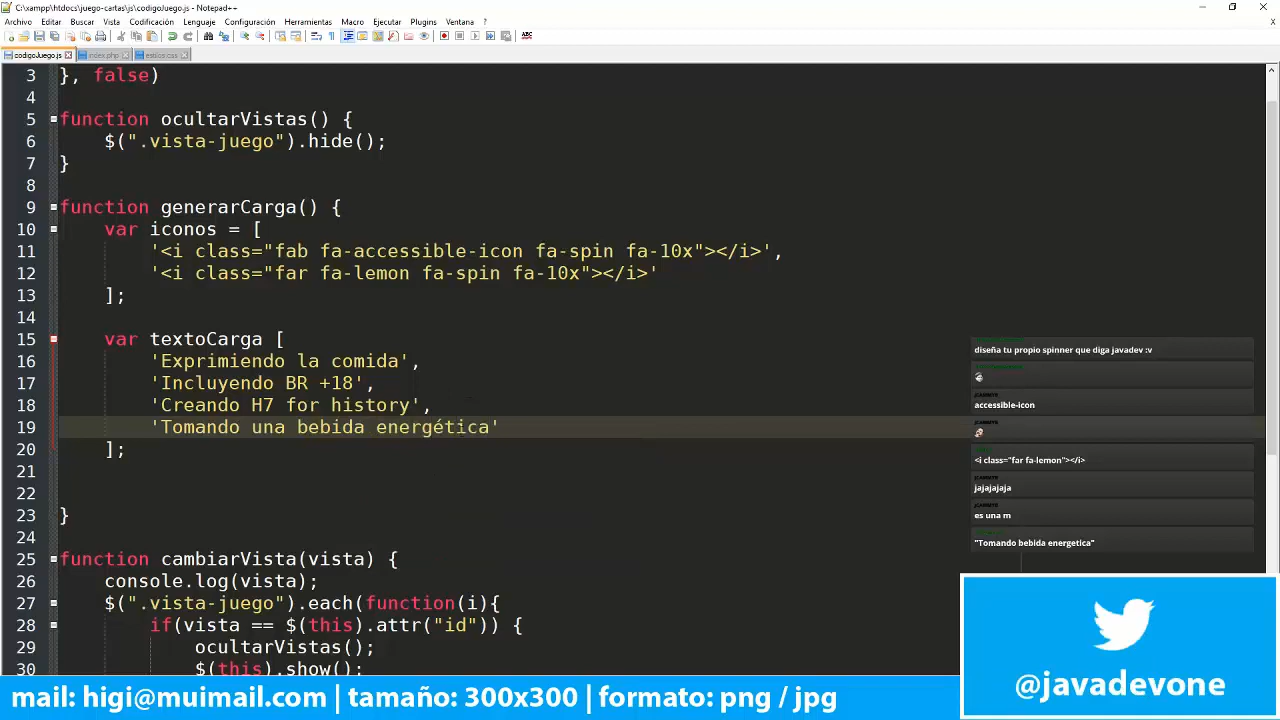 C:\xampp\htdocs\juego-cartas\js\codigoJuego.js - Notepad++
Archivo Editar Buscar Vista Codificación Lenguaje Configuración Herramientas Macro Ejecutar Plugins Ventana ?
codigoJuego.js index.php estilos.css
3 }, false)
4
5 function ocultarVistas() {
6 $(".vista-juego").hide();
7 }
8
9 function generarCarga() {
10 var iconos = [
11 '<i class="fab fa-accessible-icon fa-spin fa-10x"></i>',
12 '<i class="far fa-lemon fa-spin fa-10x"></i>'
13 ];
14
15 var textoCarga [
16 'Exprimiendo la comida',
17 'Incluyendo BR +18',
18 'Creando H7 for history',
19 'Tomando una bebida energética'
20 ];
21
22
23 }
24
25 function cambiarVista(vista) {
26 console.log(vista);
27 $(".vista-juego").each(function(i){
28 if(vista == $(this).attr("id")) {
29 ocultarVistas();
30 $(this).show();
diseña tu propio spinner que diga javadev :v
accessible-icon
<i class="far fa-lemon"></i>
jajajajaja
es una m
"Tomando bebida energetica"
@javadevone
mail: higi@muimail.com | tamaño: 300x300 | formato: png / jpg